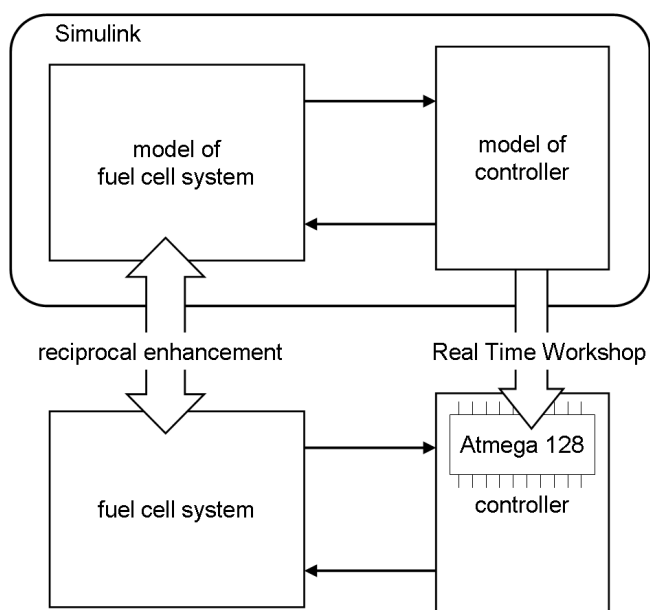 Simulink
model of
fuel cell system
model of
controller
reciprocal enhancement
Real Time Workshop
fuel cell system
Atmega 128
controller